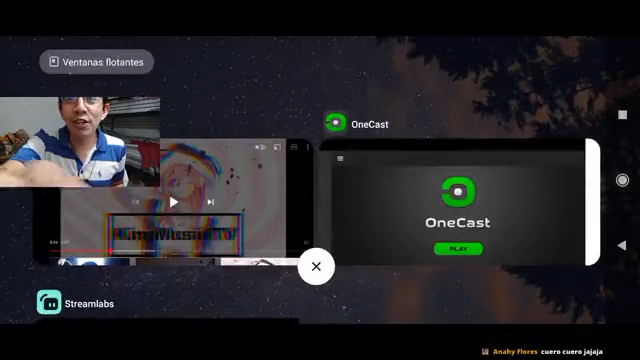 Ventanas flotantes
OneCast
OneCast
PLAY
Streamlabs
Anahy Flores cuero cuero jajaja